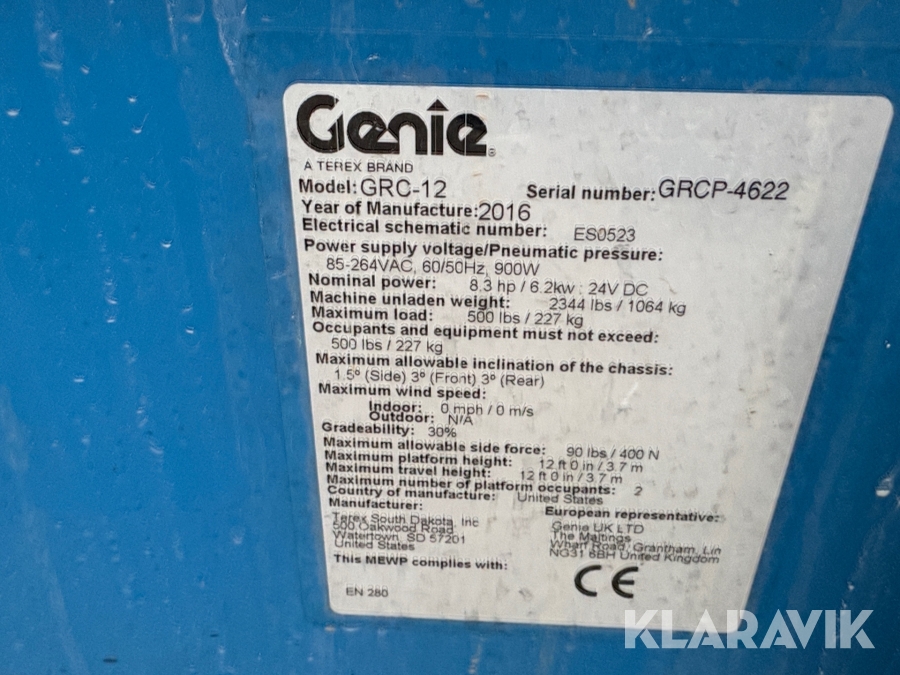 Genie®
A TEREX BRAND
Model: GRC-12 Serial number: GRCP-4622
Year of Manufacture: 2016
Electrical schematic number: ES0523
Power supply voltage/Pneumatic pressure:
85-264VAC, 60/50Hz, 900W
Nominal power: 8.3 hp / 6.2kw : 24V DC
Machine unladen weight: 2344 lbs / 1064 kg
Maximum load: 500 lbs / 227 kg
Occupants and equipment must not exceed:
500 lbs / 227 kg
Maximum allowable inclination of the chassis:
1.5º (Side) 3º (Front) 3º (Rear)
Maximum wind speed:
Indoor: 0 mph / 0 m/s
Outdoor: N/A
Gradeability: 30%
Maximum allowable side force: 90 lbs / 400 N
Maximum platform height: 12 ft 0 in / 3.7 m
Maximum travel height: 12 ft 0 in / 3.7 m
Maximum number of platform occupants: 2
Country of manufacture: United States
Manufacturer:
Terex South Dakota, Inc
500 Oakwood Road
Watertown, SD 57201
United States
European representative:
Genie UK LTD
The Maltings
Wharf Road, Grantham, Lin
NG31 6BH United Kingdom
This MEWP complies with:
EN 280
CE
KLARAVIK